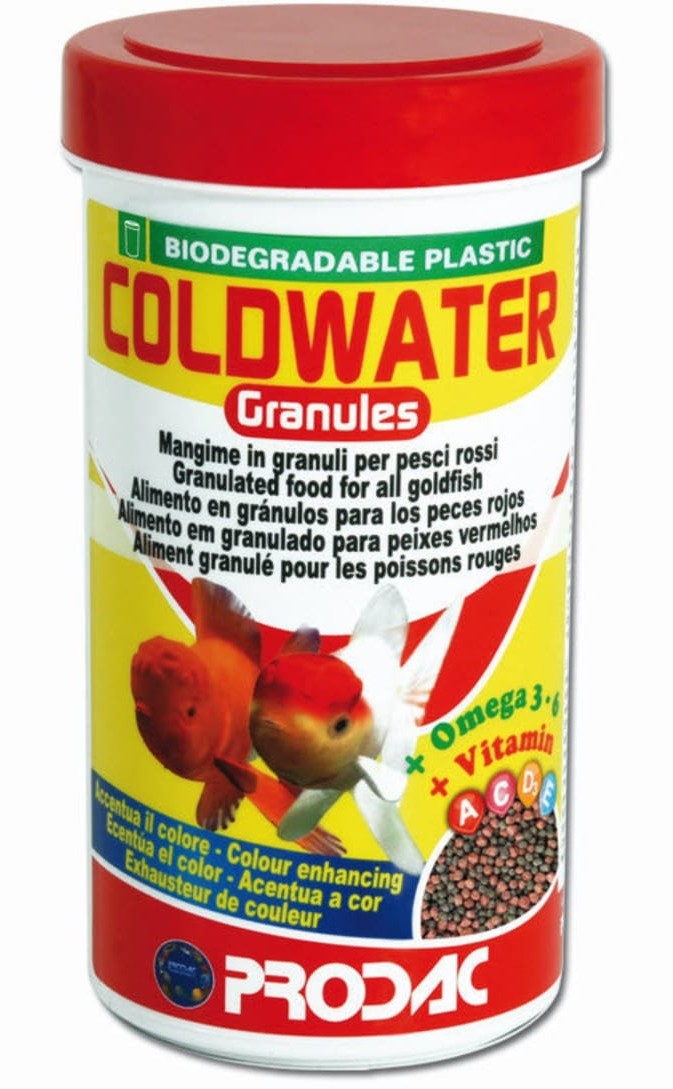 BIODEGRADABLE PLASTIC
COLDWATER
Granules
Mangime in granuli per pesci rossi
Granulated food for all goldfish
Alimento en gránulos para los peces rojos
Alimento em granulado para peixes vermelhos
Aliment granulé pour les poissons rouges
+ Omega 3-6
+ Vitamin
A C D3 E
Accentua il colore - Colour enhancing
Ecentúa el color - Acentua a cor
Exhausteur de couleur
PRODAC